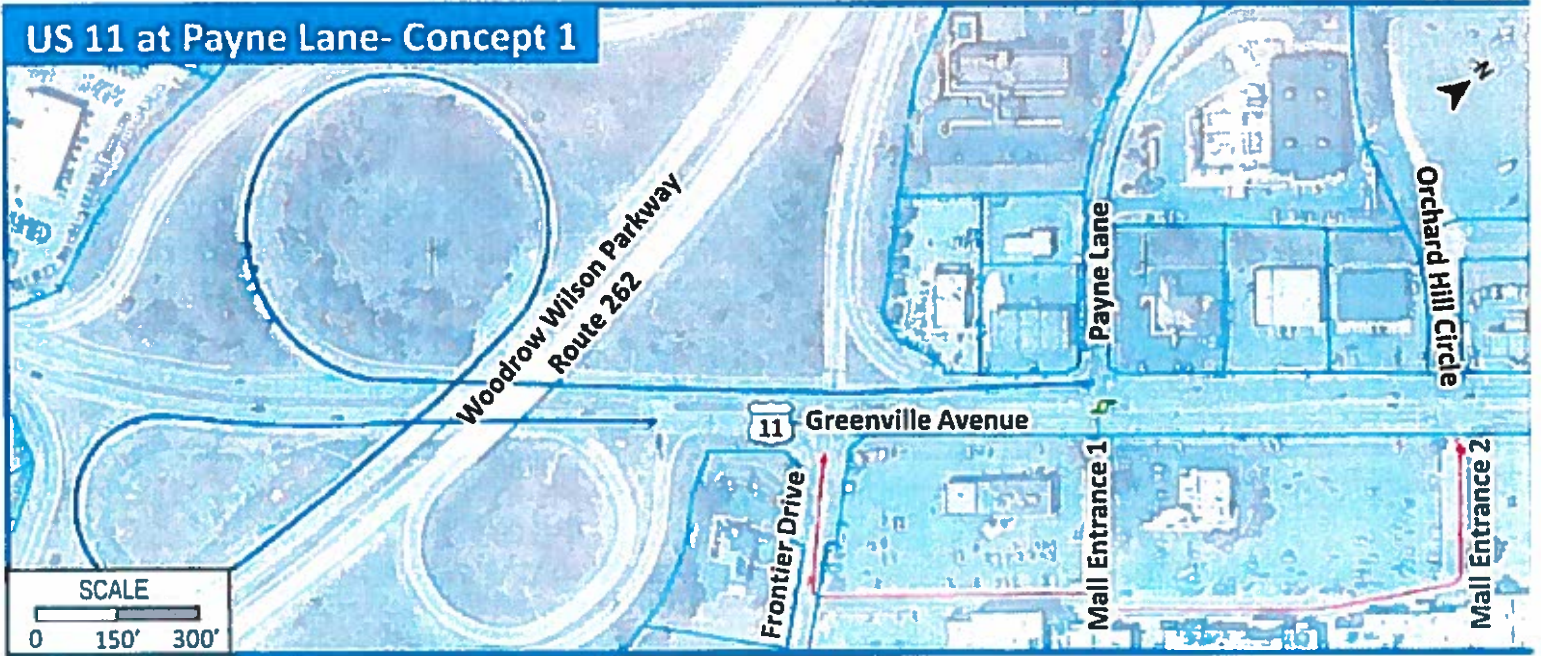 US 11 at Payne Lane- Concept 1
N
Woodrow Wilson Parkway
Route 262
Payne Lane
Orchard Hill Circle
11
Greenville Avenue
Frontier Drive
Mall Entrance 1
Mall Entrance 2
SCALE
0 150' 300'